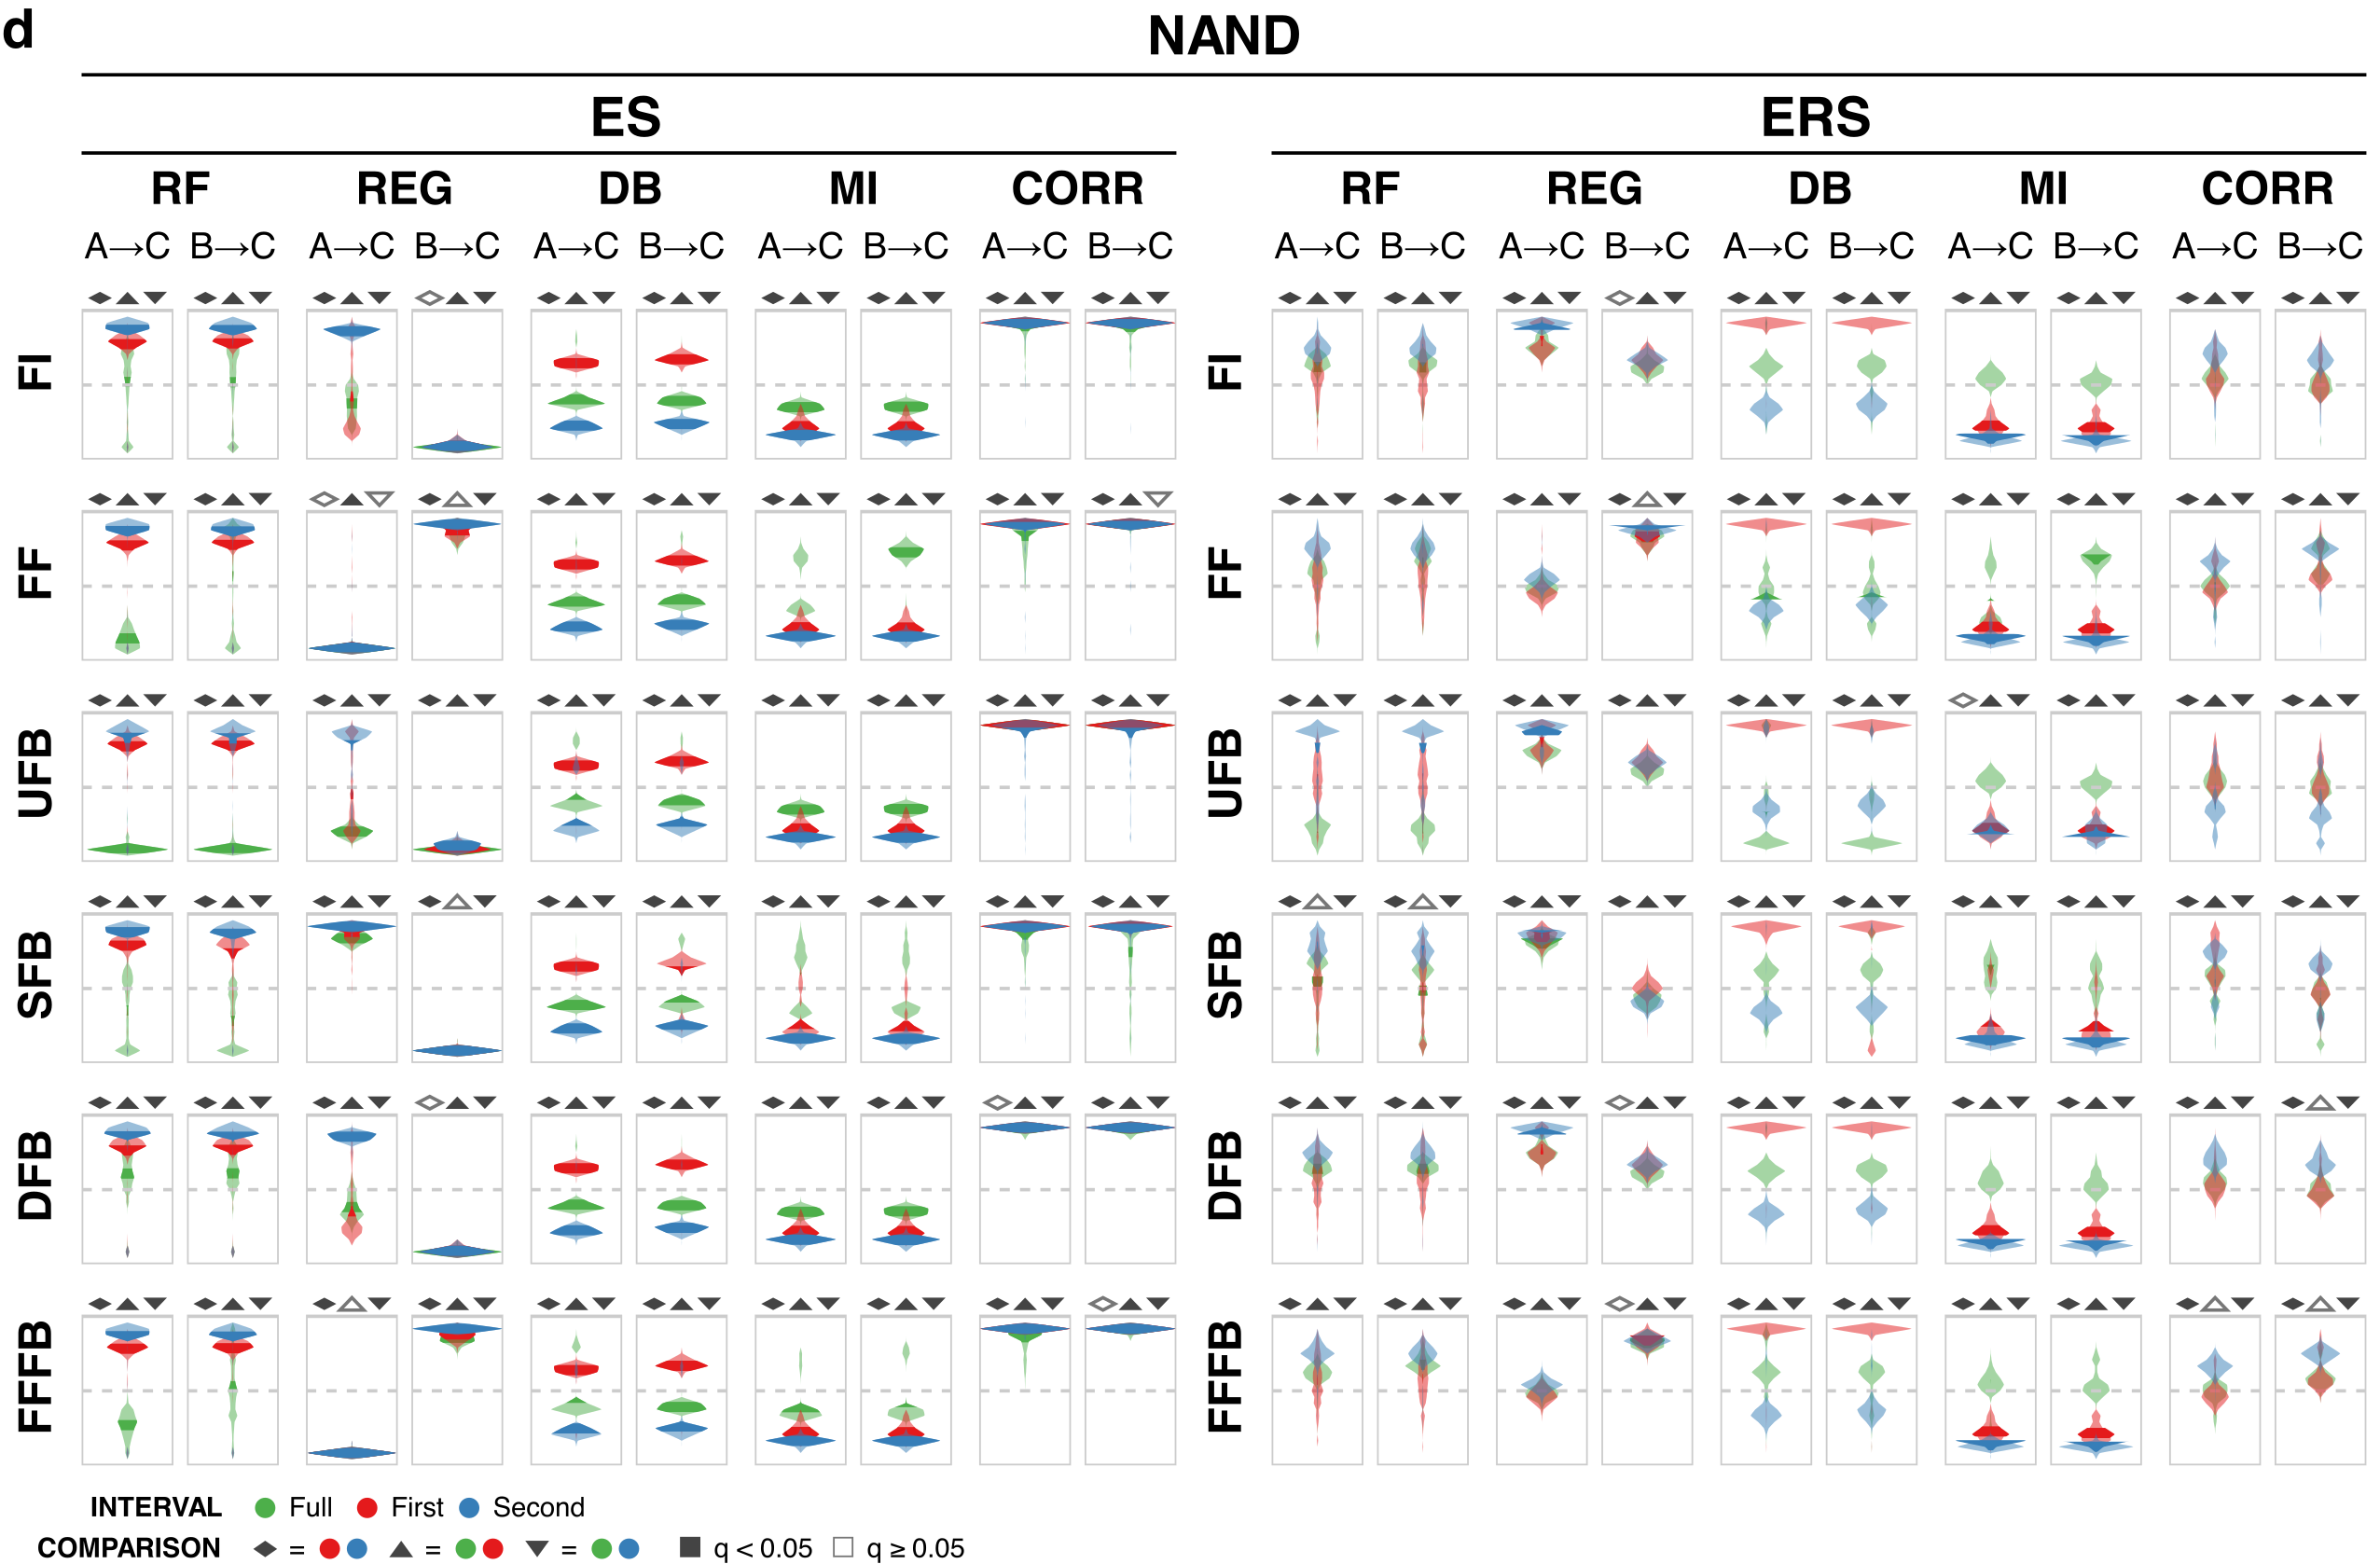 d
NAND
ES ERS
RF REG DB MI CORR RF REG DB MI CORR
A→C B→C A→C B→C A→C B→C A→C B→C A→C B→C A→C B→C A→C B→C A→C B→C A→C B→C A→C B→C
FI FI
FF FF
UFB UFB
SFB SFB
DFB DFB
FFFB FFFB
INTERVAL Full First Second
COMPARISON = = = q < 0.05 q ≥ 0.05